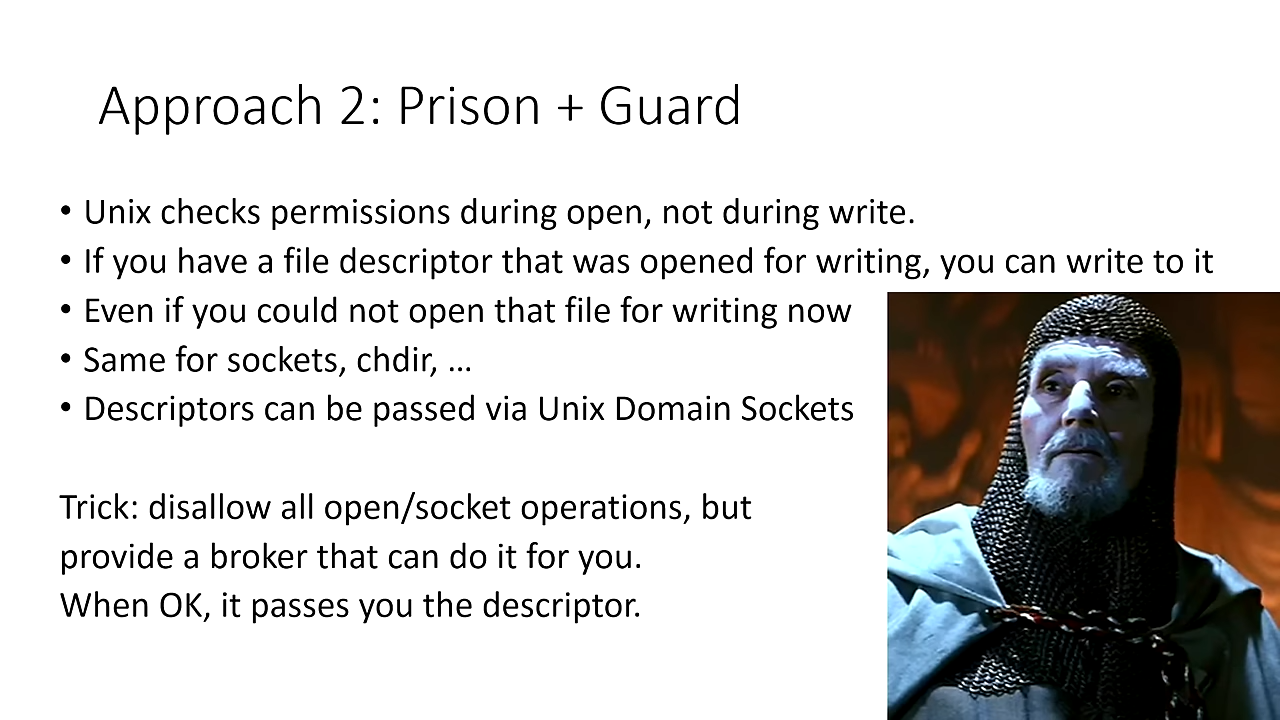 Approach 2: Prison + Guard
• Unix checks permissions during open, not during write.
• If you have a file descriptor that was opened for writing, you can write to it
• Even if you could not open that file for writing now
• Same for sockets, chdir, …
• Descriptors can be passed via Unix Domain Sockets
Trick: disallow all open/socket operations, but
provide a broker that can do it for you.
When OK, it passes you the descriptor.